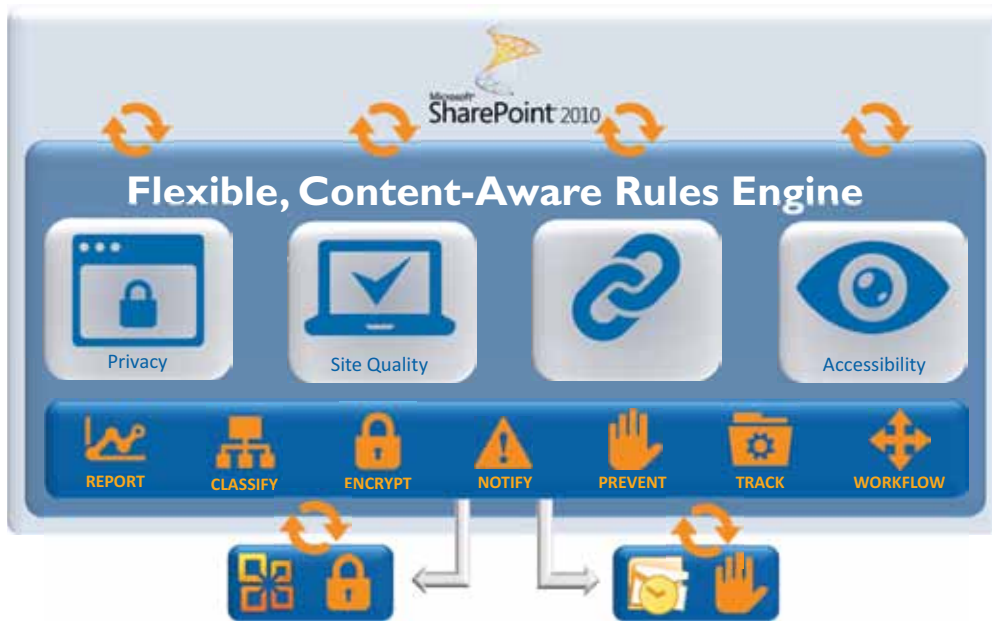 Microsoft
SharePoint 2010
Flexible, Content-Aware Rules Engine
Privacy
Site Quality
Accessibility
REPORT
CLASSIFY
ENCRYPT
NOTIFY
PREVENT
TRACK
WORKFLOW